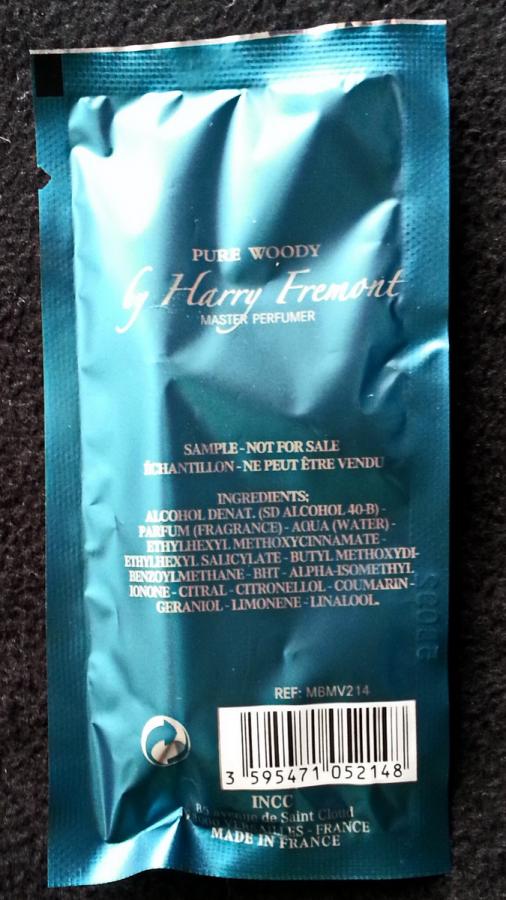 PURE WOODY
by Harry Fremont
MASTER PERFUMER
SAMPLE - NOT FOR SALE
ÉCHANTILLON - NE PEUT ÊTRE VENDU
INGREDIENTS:
ALCOHOL DENAT. (SD ALCOHOL 40-B) -
PARFUM (FRAGRANCE) - AQUA (WATER) -
ETHYLHEXYL METHOXYCINNAMATE -
ETHYLHEXYL SALICYLATE - BUTYL METHOXYDI-
BENZOYLMETHANE - BHT - ALPHA-ISOMETHYL
IONONE - CITRAL - CITRONELLOL - COUMARIN -
GERANIOL - LIMONENE - LINALOOL.
REF: MBMV214
3 595471 052148
INCC
avenue de Saint Cloud
- FRANCE
MADE IN FRANCE